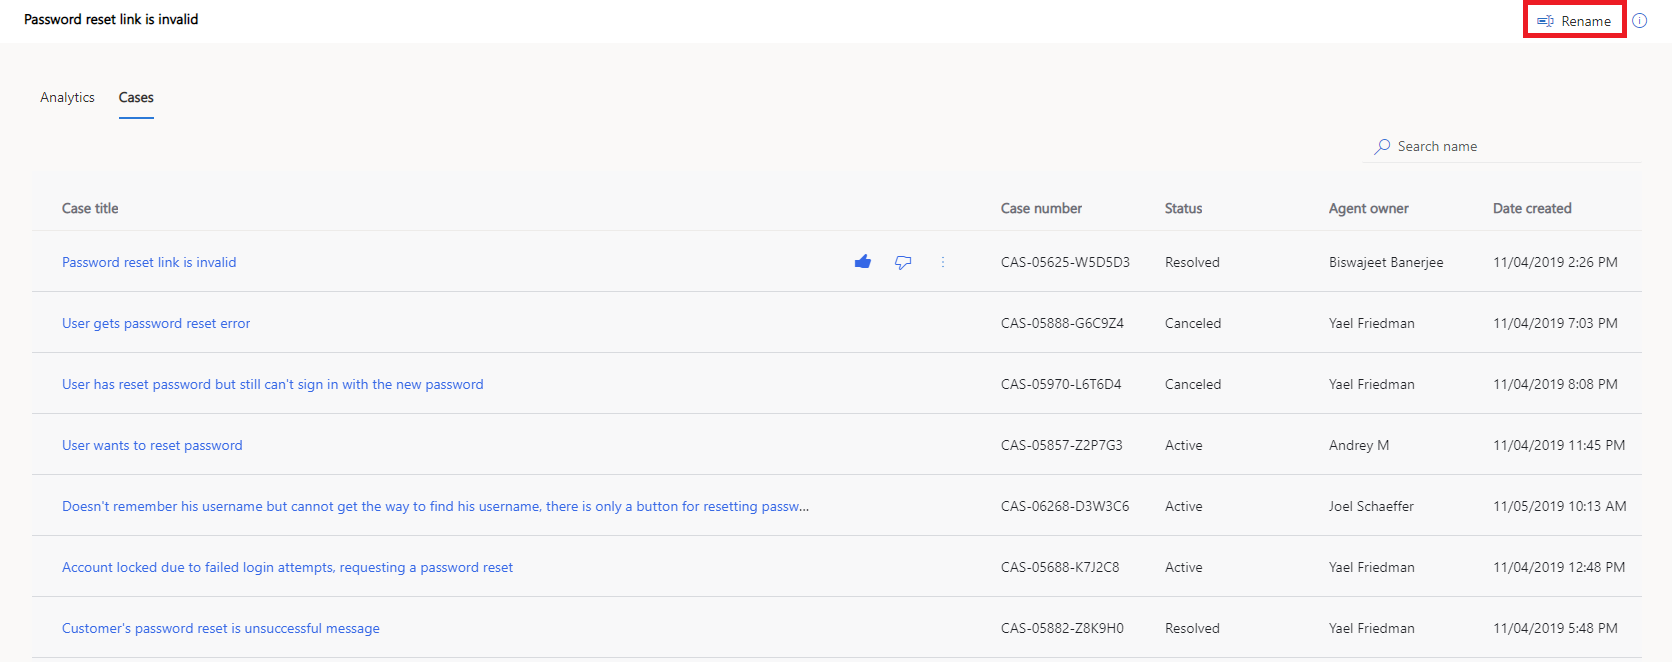 Password reset link is invalid
Rename
Analytics Cases
Search name
Case title Case number Status Agent owner Date created
Password reset link is invalid CAS-05625-W5D5D3 Resolved Biswajeet Banerjee 11/04/2019 2:26 PM
User gets password reset error CAS-05888-G6C9Z4 Canceled Yael Friedman 11/04/2019 7:03 PM
User has reset password but still can't sign in with the new password CAS-05970-L6T6D4 Canceled Yael Friedman 11/04/2019 8:08 PM
User wants to reset password CAS-05857-Z2P7G3 Active Andrey M 11/04/2019 11:45 PM
Doesn't remember his username but cannot get the way to find his username, there is only a button for resetting passw... CAS-06268-D3W3C6 Active Joel Schaeffer 11/05/2019 10:13 AM
Account locked due to failed login attempts, requesting a password reset CAS-05688-K7J2C8 Active Yael Friedman 11/04/2019 12:48 PM
Customer's password reset is unsuccessful message CAS-05882-Z8K9H0 Resolved Yael Friedman 11/04/2019 5:48 PM